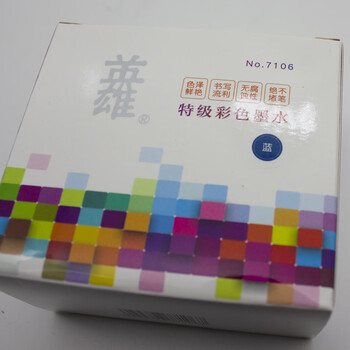 英雄®
No.7106
色泽鲜艳
书写流利
无腐蚀性
绝不堵笔
特级彩色墨水
蓝